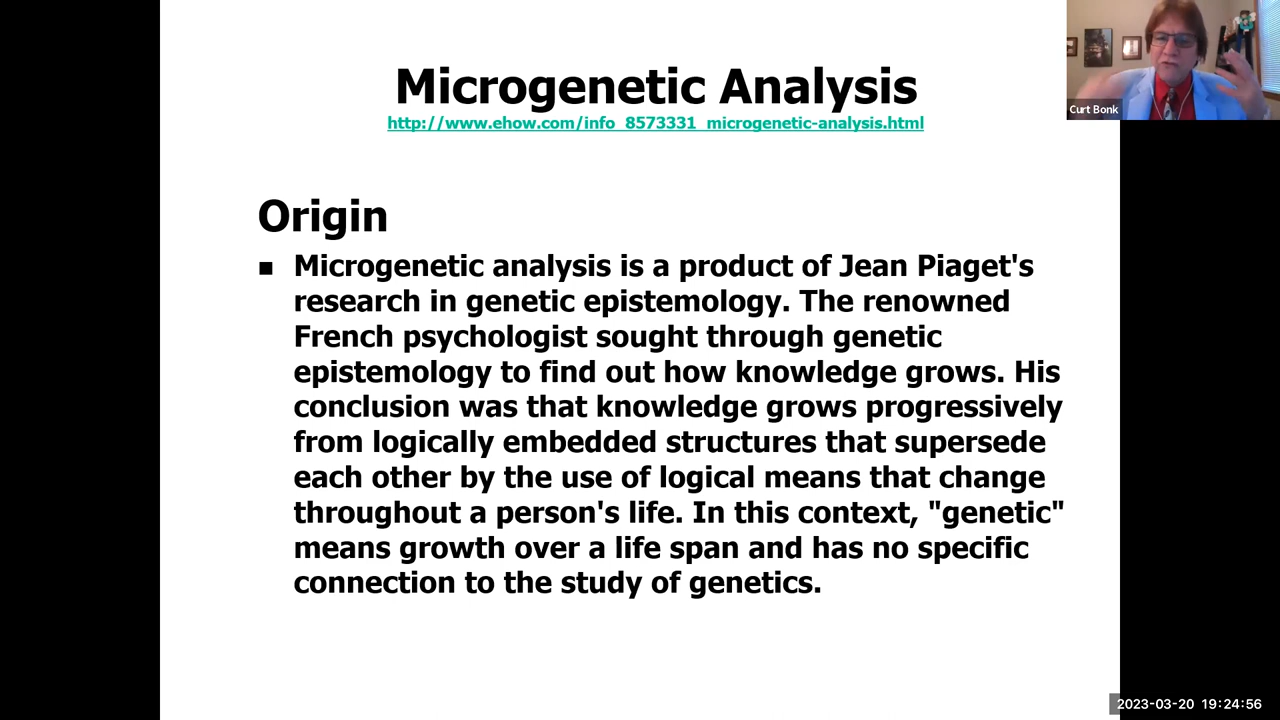 Microgenetic Analysis
http://www.ehow.com/info_8573331_microgenetic-analysis.html
Curt Bonk
Origin
■ Microgenetic analysis is a product of Jean Piaget's
research in genetic epistemology. The renowned
French psychologist sought through genetic
epistemology to find out how knowledge grows. His
conclusion was that knowledge grows progressively
from logically embedded structures that supersede
each other by the use of logical means that change
throughout a person's life. In this context, "genetic"
means growth over a life span and has no specific
connection to the study of genetics.
2023-03-20 19:24:56